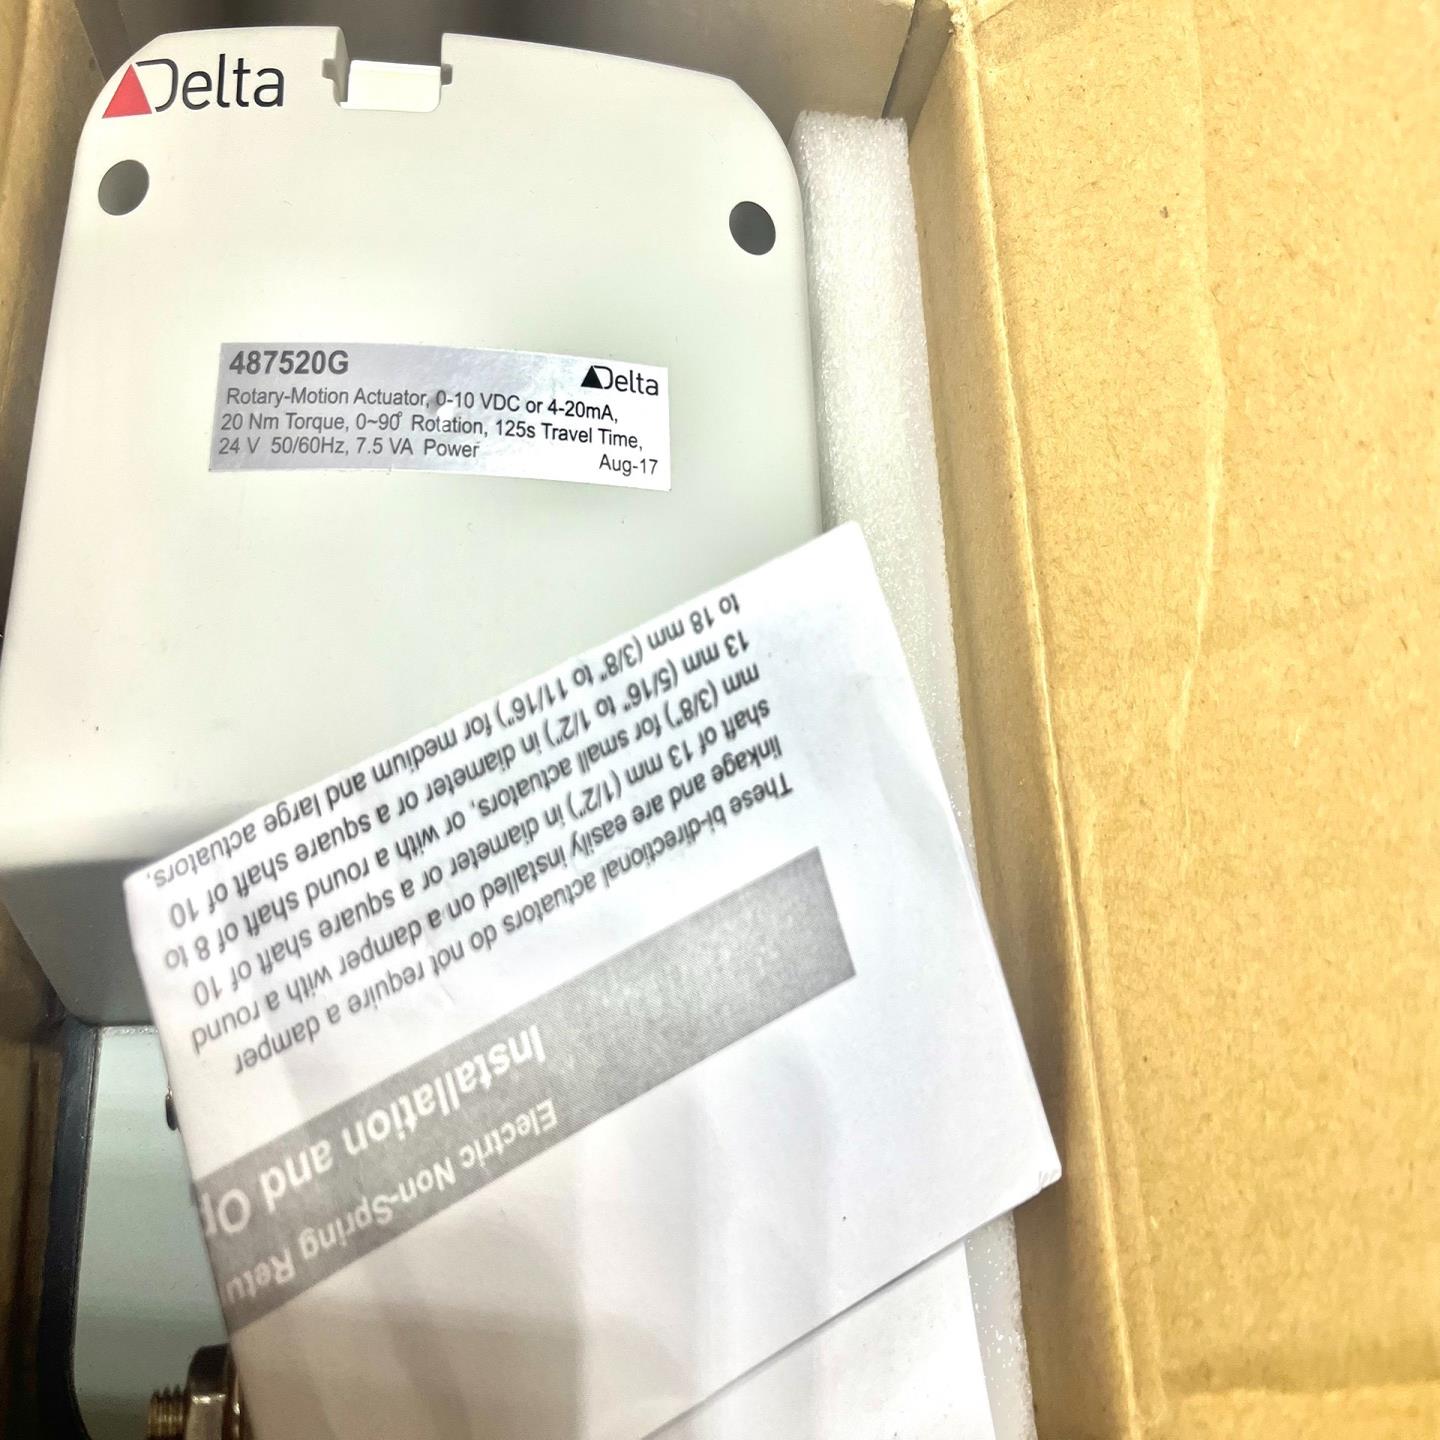 Delta
487520G
Delta
Rotary-Motion Actuator, 0-10 VDC or 4-20mA,
20 Nm Torque, 0~90° Rotation, 125s Travel Time,
24 V 50/60Hz, 7.5 VA Power
Aug-17
Electric Non-Spring Retu
Installation and Op
These bi-directional actuators do not require a damper
linkage and are easily installed on a damper with a round
shaft of 13 mm (1/2") in diameter or a square shaft of 10
mm (3/8") for small actuators, or with a round shaft of 8 to
13 mm (5/16" to 1/2") in diameter or a square shaft of 10
to 18 mm (3/8" to 11/16") for medium and large actuators,